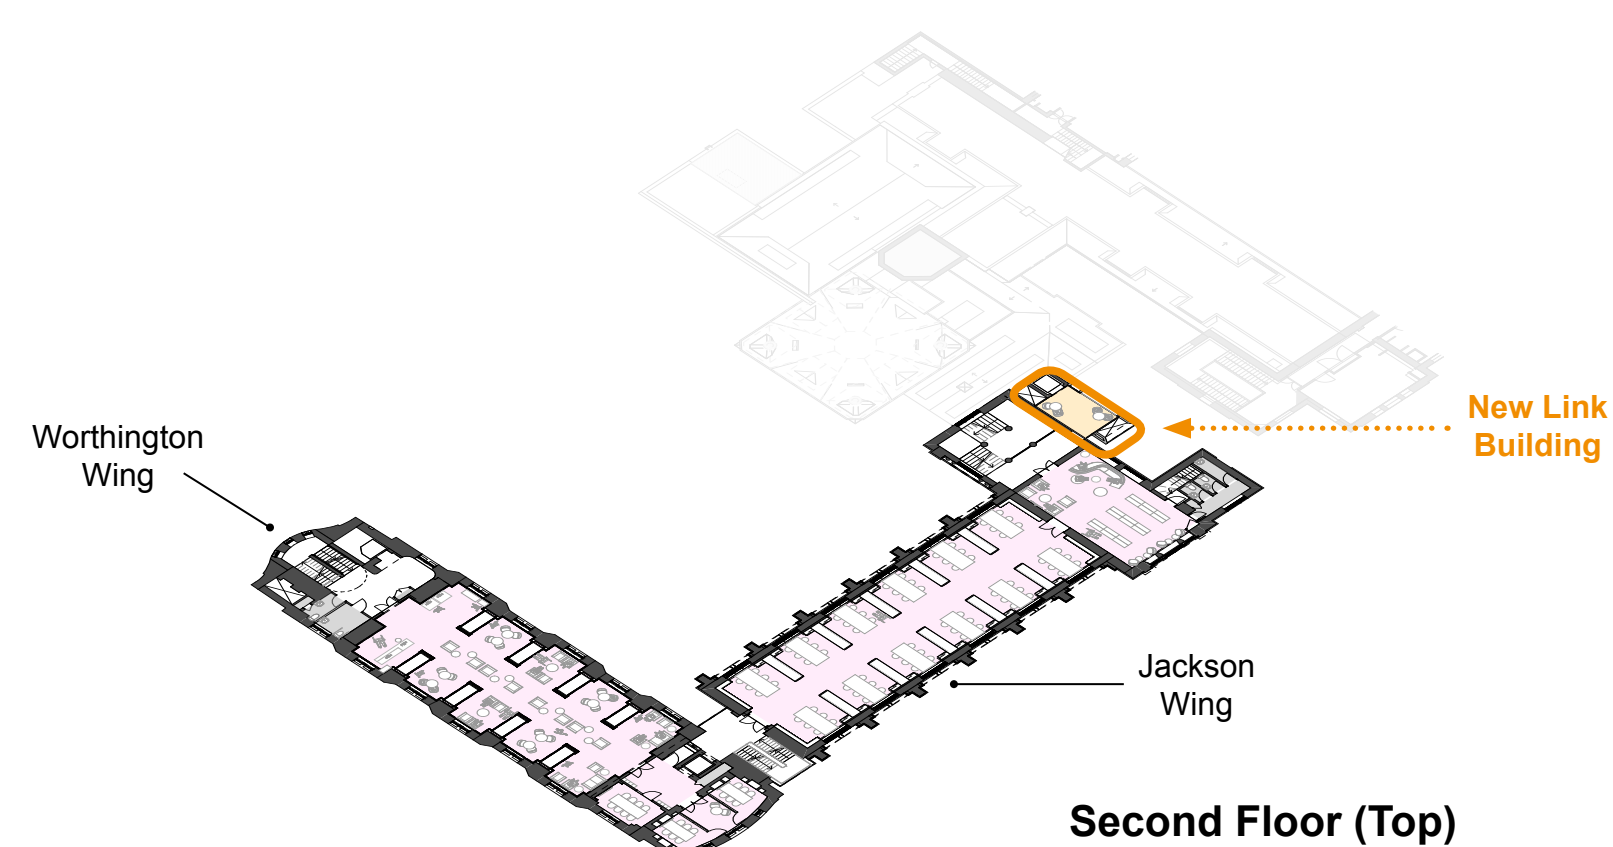 New Link
Building
Worthington
Wing
Jackson
Wing
Second Floor (Top)